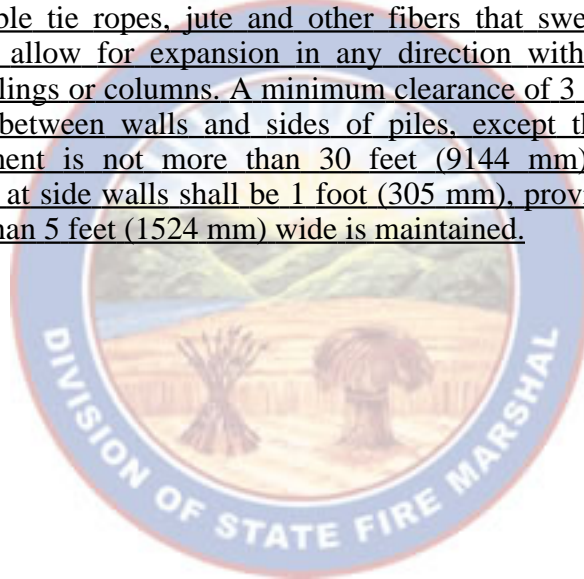 ble tie ropes, jute and other fibers that swe
allow for expansion in any direction with
lings or columns. A minimum clearance of 3
between walls and sides of piles, except th
ment is not more than 30 feet (9144 mm)
at side walls shall be 1 foot (305 mm), prov
han 5 feet (1524 mm) wide is maintained.
DIVISION OF STATE FIRE MARSHAL